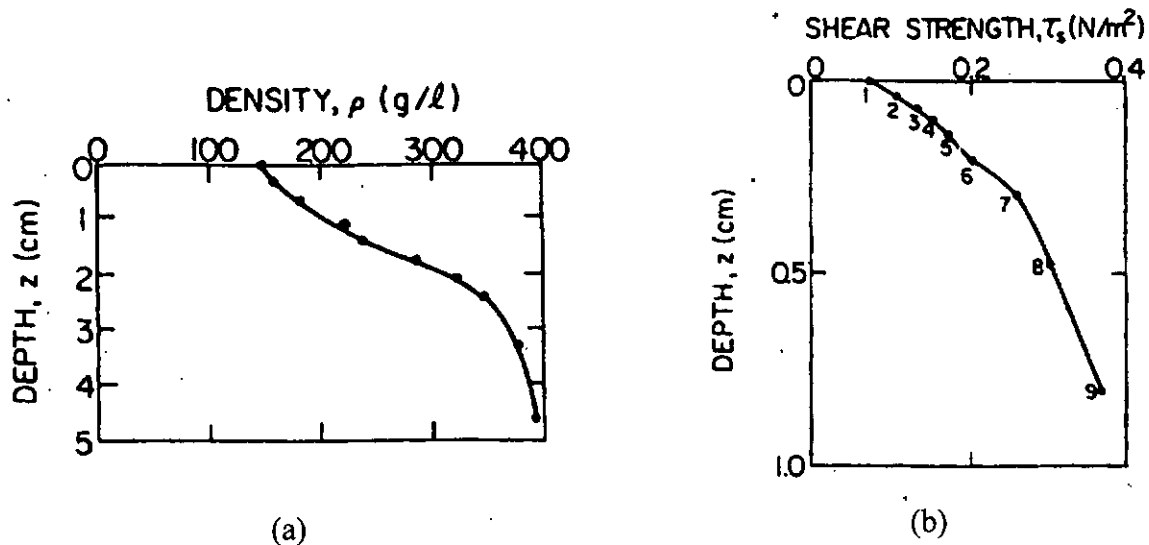 DENSITY, ρ (g/ℓ)
0 100 200 300 400
0
1
2
3
4
5
DEPTH, z (cm)
(a)
SHEAR STRENGTH, τs (N/m²)
0 0.2 0.4
0
0.5
1.0
DEPTH, z (cm)
1
2
3
4
5
6
7
8
9
(b)